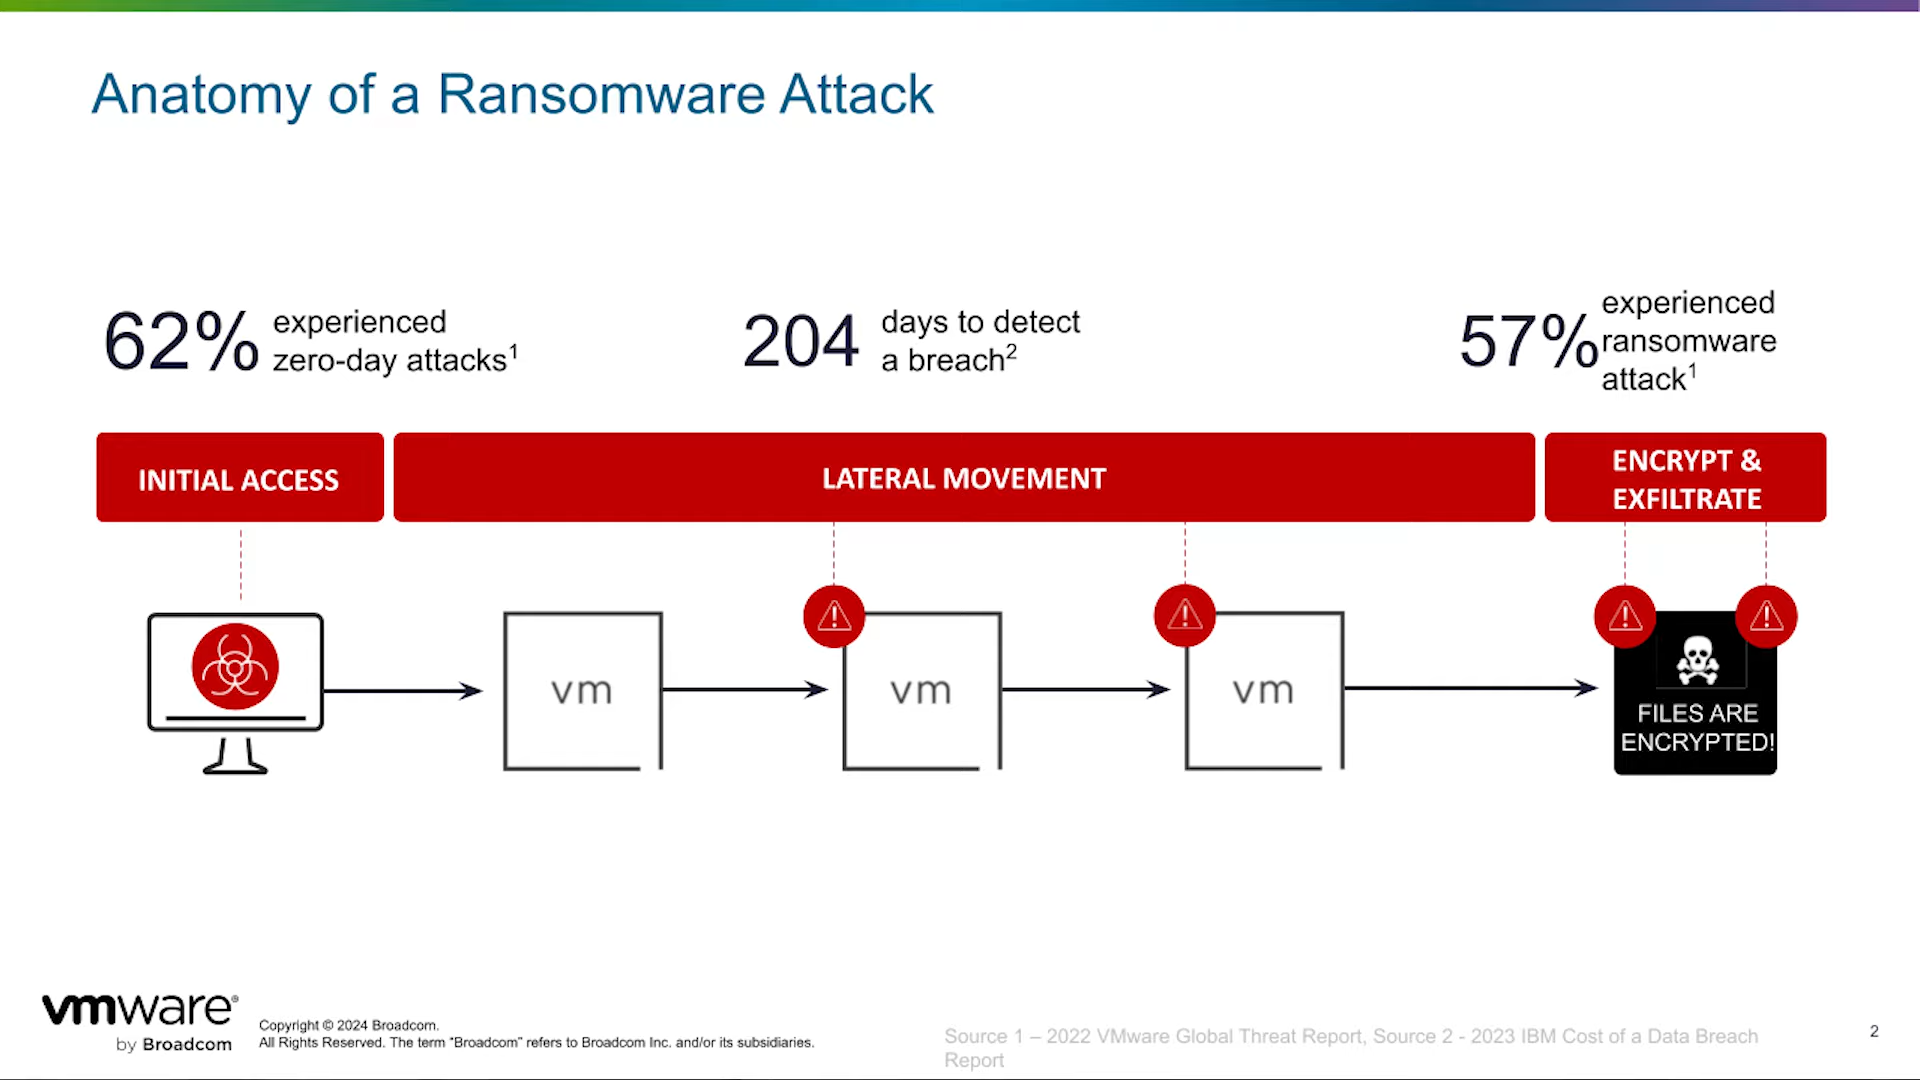 Anatomy of a Ransomware Attack
62% experienced
zero-day attacks1
204 days to detect
a breach2
57% experienced
ransomware
attack1
INITIAL ACCESS
LATERAL MOVEMENT
ENCRYPT &
EXFILTRATE
vm
vm
vm
FILES ARE
ENCRYPTED!
vmware®
by Broadcom
Copyright © 2024 Broadcom.
All Rights Reserved. The term “Broadcom” refers to Broadcom Inc. and/or its subsidiaries.
Source 1 – 2022 VMware Global Threat Report, Source 2 - 2023 IBM Cost of a Data Breach
Report
2